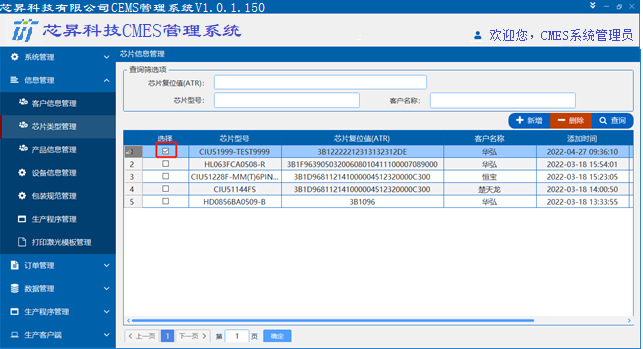 芯昇科技有限公司CEMS管理系统V1.0.1.150
芯昇科技CMES管理系统
欢迎您，CMES系统管理员
系统管理
信息管理
客户信息管理
芯片类型管理
产品信息管理
设备信息管理
包装规范管理
生产程序管理
打印激光模板管理
订单管理
数据管理
生产程序管理
生产客户端
芯片信息管理
查询筛选项
芯片复位值(ATR):
芯片型号:
客户名称:
新增 删除 查询
选择 芯片型号 芯片复位值(ATR) 客户名称 添加时间
1 CIU51999-TEST9999 3B12222212313132312DE 华弘 2022-04-27 09:36:10
2 HL063FCA0508-R 3B1F96390503200608010411100007089000 华弘 2022-03-18 15:54:01
3 CIU51228F-MM(T)6PIN... 3B1D968112141000004512320000C300 恒宝 2022-03-18 15:23:05
4 CIU51144FS 3B1D968112141000004512320000C300 楚天龙 2022-03-18 14:00:50
5 HD0856BA0509-B 3B1096 华弘 2022-03-18 13:33:55
上一页 1 下一页 第 1 页 确定